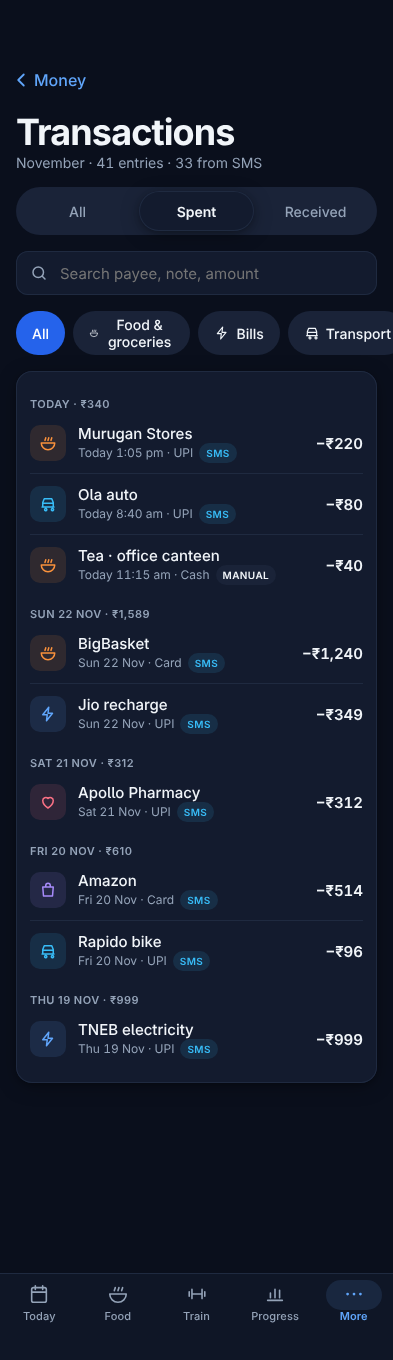 Money
Transactions
November · 41 entries · 33 from SMS
All Spent Received
Search payee, note, amount
All Food & groceries Bills Transport
TODAY · ₹340
Murugan Stores −₹220
Today 1:05 pm · UPI SMS
Ola auto −₹80
Today 8:40 am · UPI SMS
Tea · office canteen −₹40
Today 11:15 am · Cash MANUAL
SUN 22 NOV · ₹1,589
BigBasket −₹1,240
Sun 22 Nov · Card SMS
Jio recharge −₹349
Sun 22 Nov · UPI SMS
SAT 21 NOV · ₹312
Apollo Pharmacy −₹312
Sat 21 Nov · UPI SMS
FRI 20 NOV · ₹610
Amazon −₹514
Fri 20 Nov · Card SMS
Rapido bike −₹96
Fri 20 Nov · UPI SMS
THU 19 NOV · ₹999
TNEB electricity −₹999
Thu 19 Nov · UPI SMS
Today Food Train Progress More